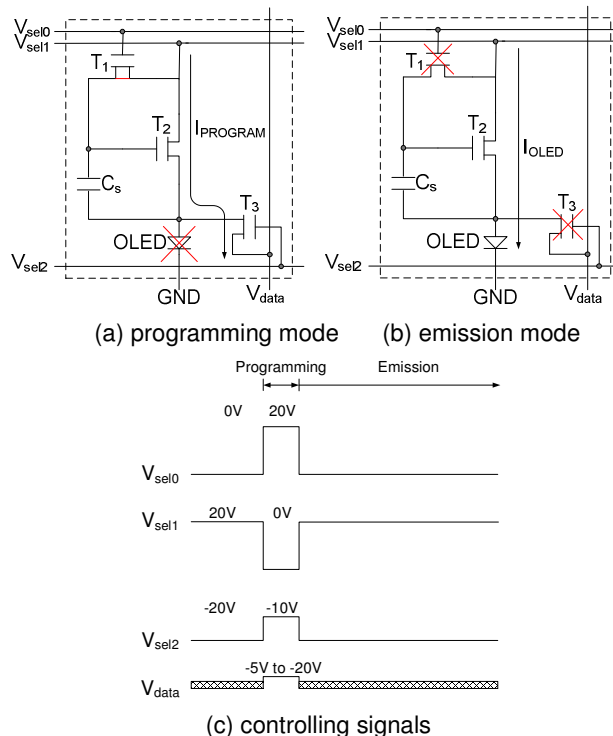 Vsel0
Vsel1
T1
T2
IPROGRAM
Cs
T3
OLED
Vsel2
GND
Vdata
(a) programming mode
Vsel0
Vsel1
T1
T2
IOLED
Cs
T3
OLED
Vsel2
GND
Vdata
(b) emission mode
Programming Emission
0V 20V
Vsel0
20V 0V
Vsel1
-20V -10V
Vsel2
-5V to -20V
Vdata
(c) controlling signals